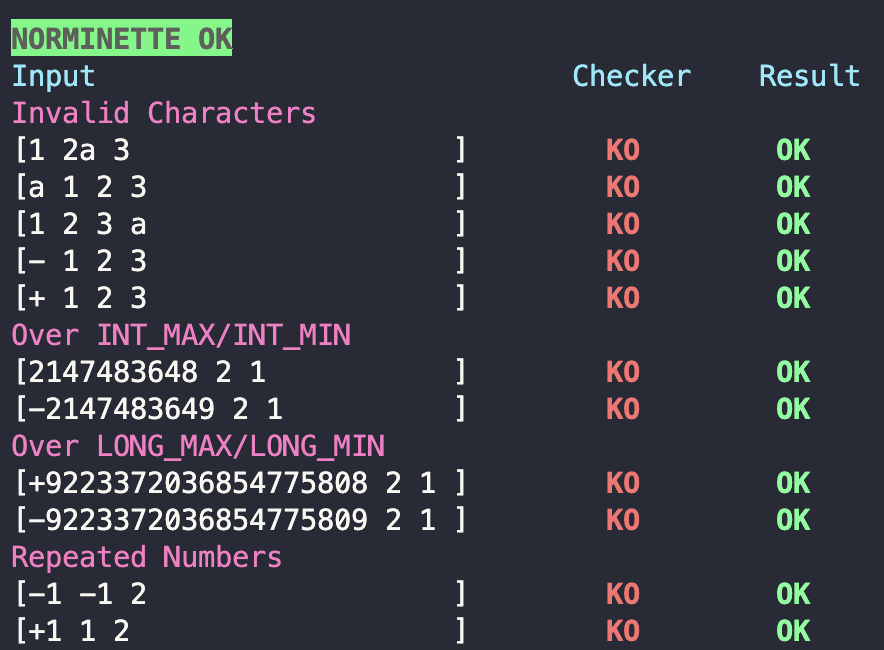 NORMINETTE OK
Input Checker Result
Invalid Characters
[1 2a 3 ] KO OK
[a 1 2 3 ] KO OK
[1 2 3 a ] KO OK
[- 1 2 3 ] KO OK
[+ 1 2 3 ] KO OK
Over INT_MAX/INT_MIN
[2147483648 2 1 ] KO OK
[-2147483649 2 1 ] KO OK
Over LONG_MAX/LONG_MIN
[+9223372036854775808 2 1 ] KO OK
[-9223372036854775809 2 1 ] KO OK
Repeated Numbers
[-1 -1 2 ] KO OK
[+1 1 2 ] KO OK